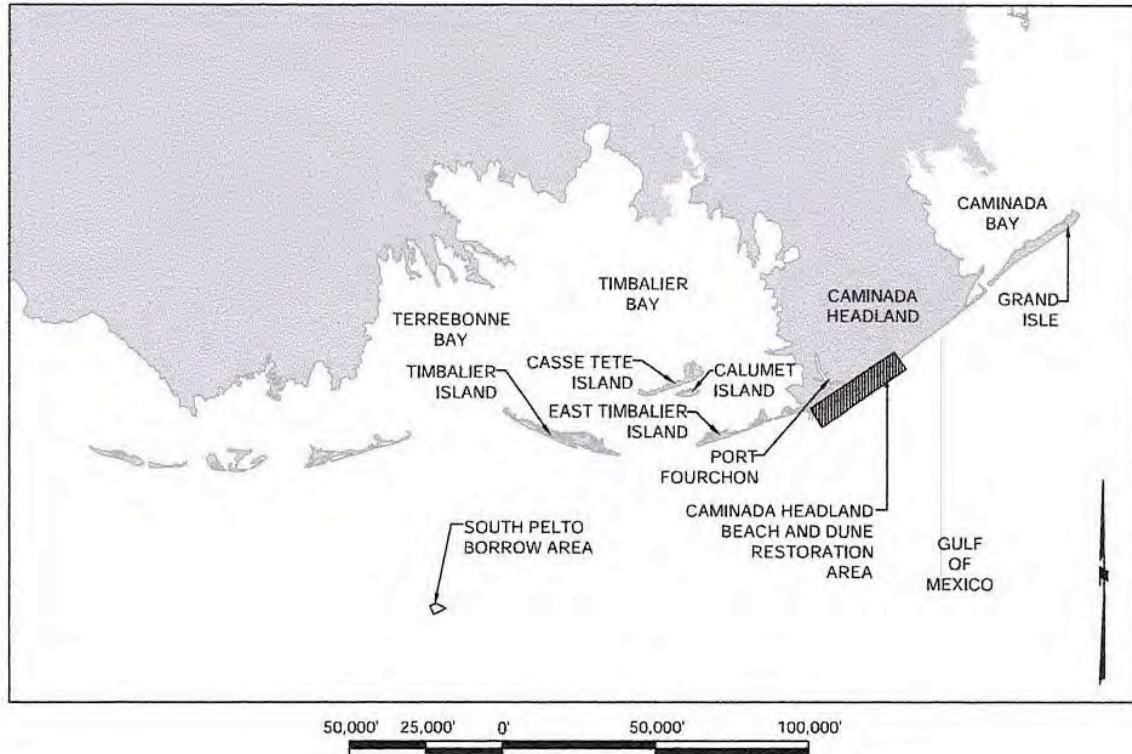 CAMINADA
BAY
TIMBALIER
BAY
CAMINADA
HEADLAND
GRAND
ISLE
TERREBONNE
BAY
CASSE TETE
ISLAND
CALUMET
ISLAND
TIMBALIER
ISLAND
EAST TIMBALIER
ISLAND
PORT
FOURCHON
CAMINADA HEADLAND
BEACH AND DUNE
RESTORATION
AREA
SOUTH PELTO
BORROW AREA
GULF
OF
MEXICO
50,000' 25,000' 0' 50,000' 100,000'